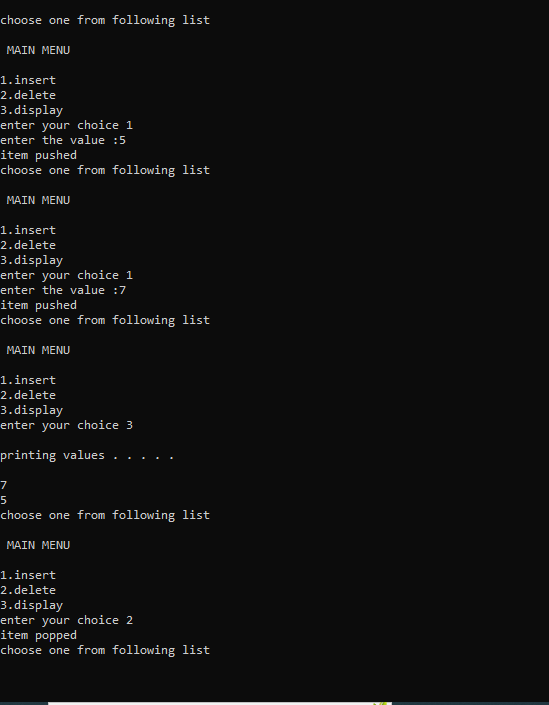 choose one from following list
MAIN MENU
1.insert
2.delete
3.display
enter your choice 1
enter the value :5
item pushed
choose one from following list
MAIN MENU
1.insert
2.delete
3.display
enter your choice 1
enter the value :7
item pushed
choose one from following list
MAIN MENU
1.insert
2.delete
3.display
enter your choice 3
printing values . . . . .
7
5
choose one from following list
MAIN MENU
1.insert
2.delete
3.display
enter your choice 2
item popped
choose one from following list